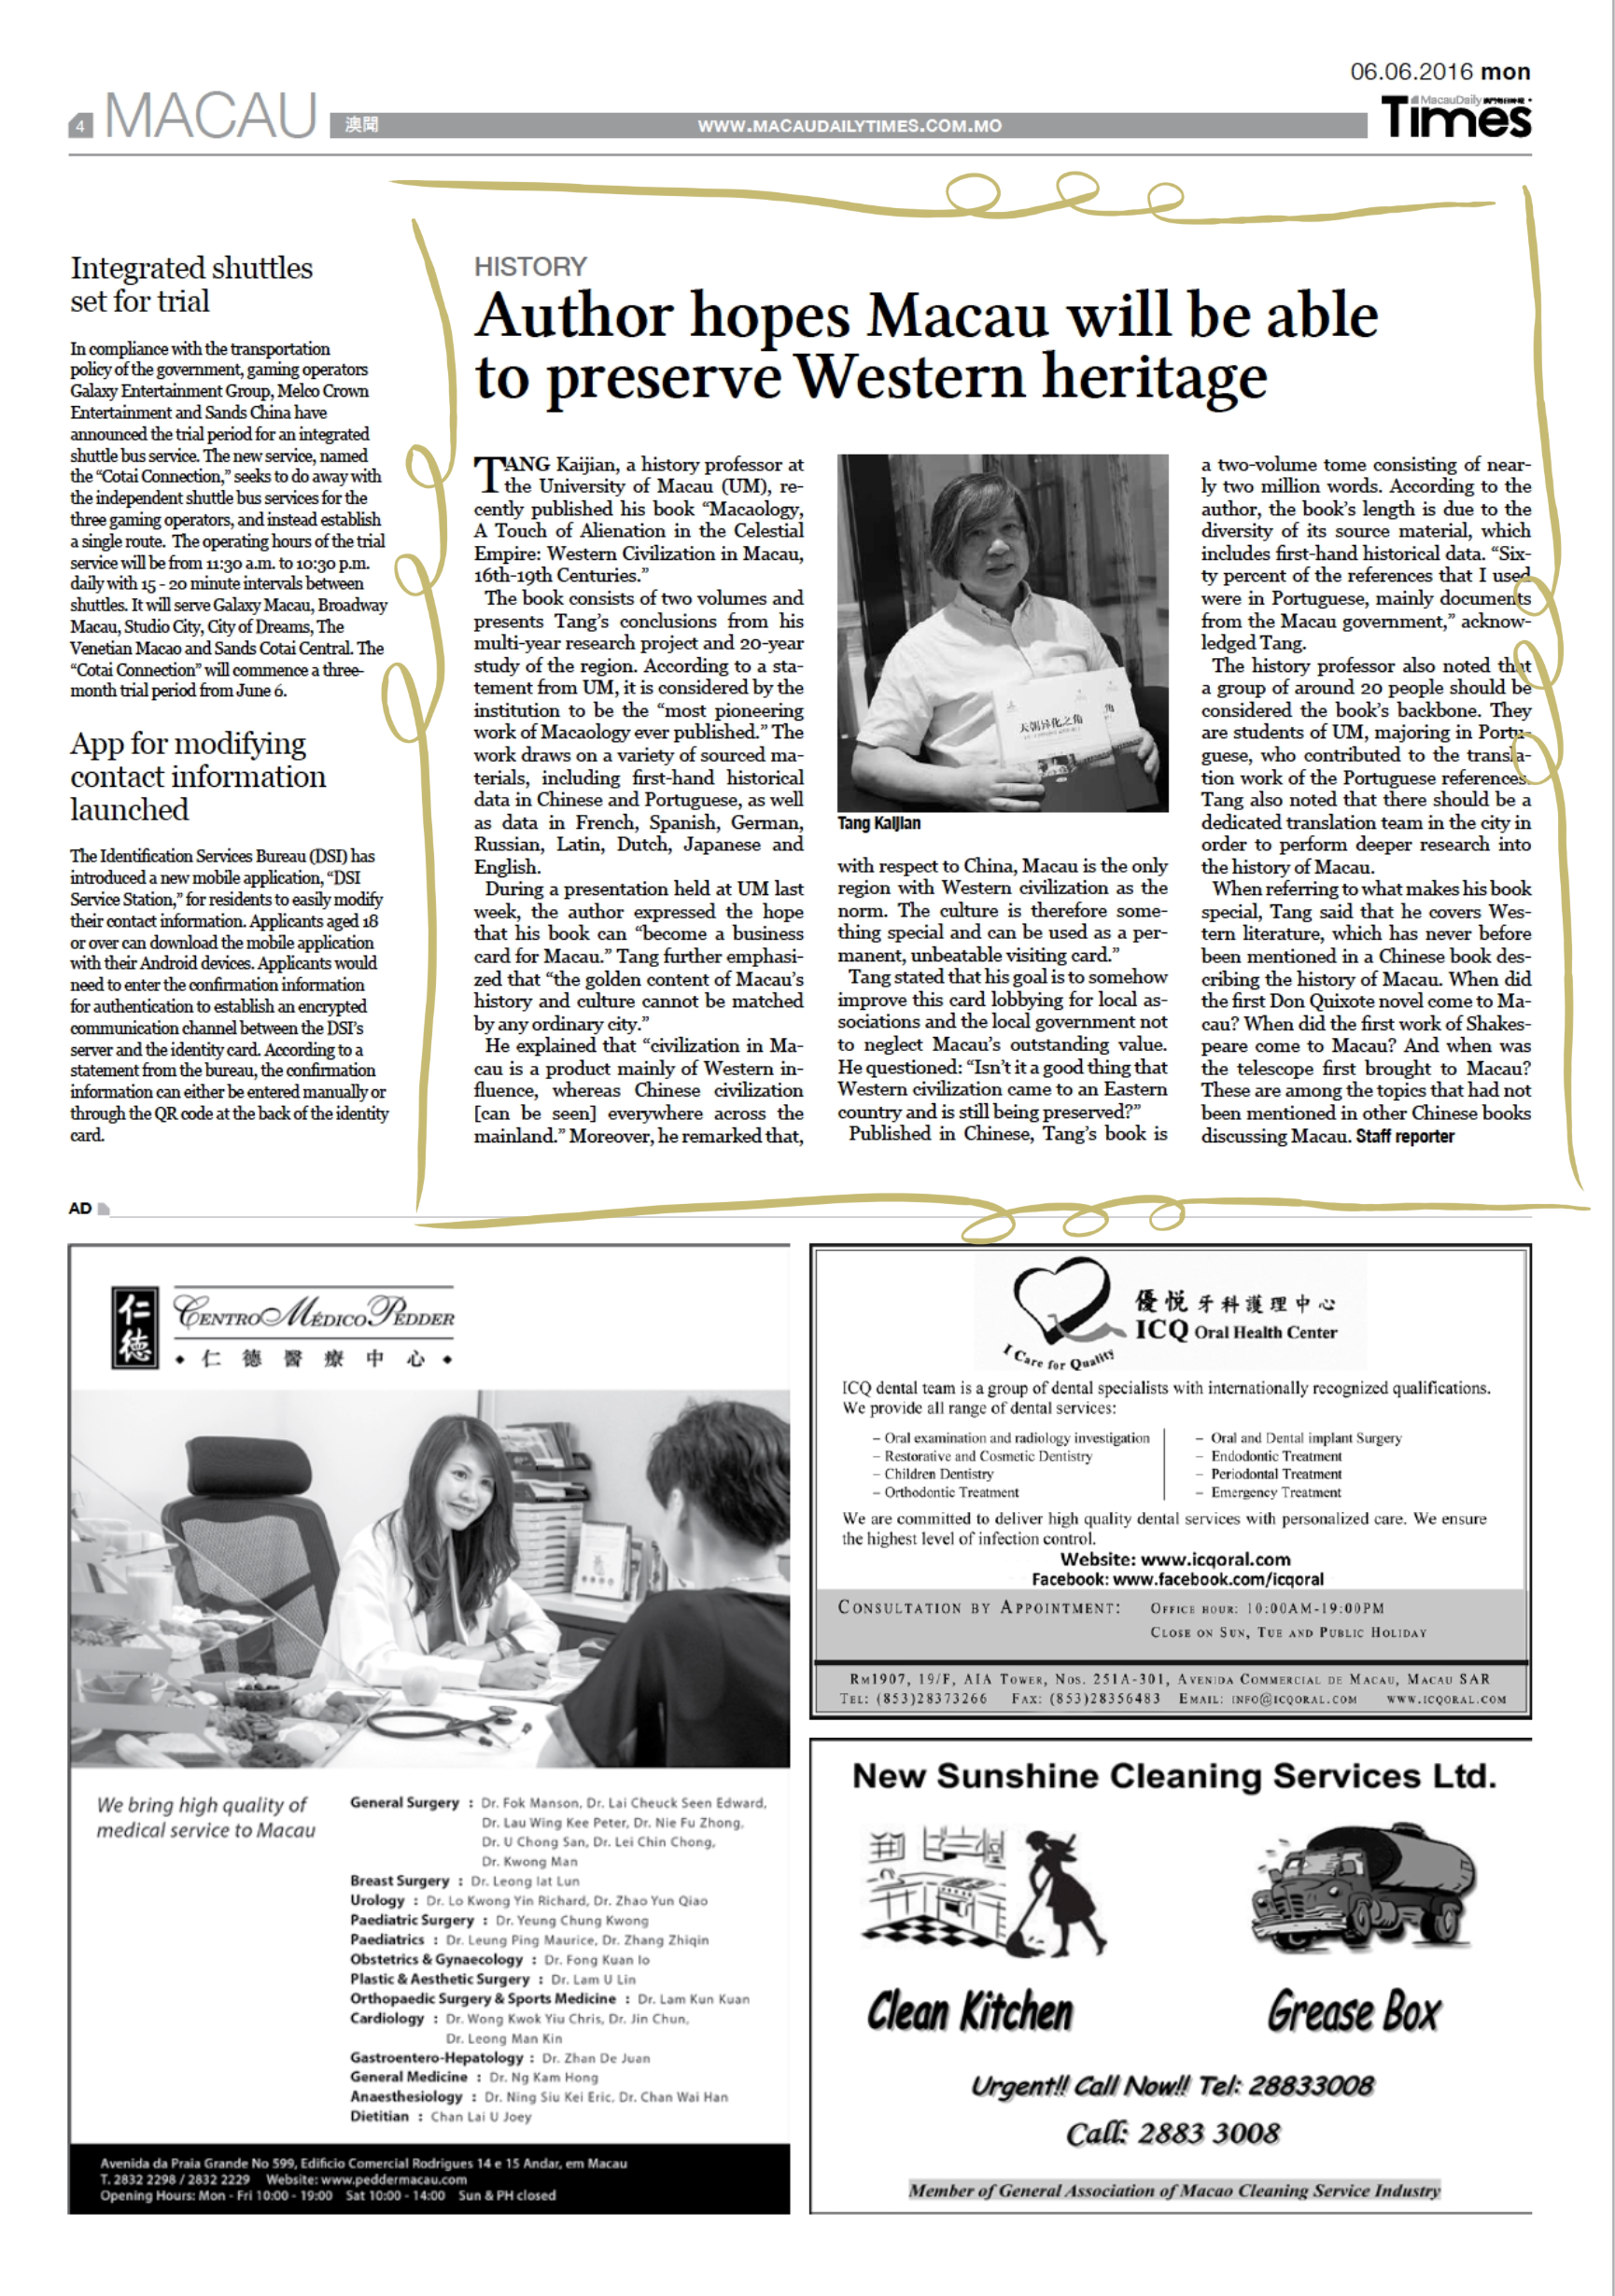 06.06.2016 mon
4 MACAU 澳聞
WWW.MACAUDAILYTIMES.COM.MO
MacauDaily
Times
Integrated shuttles
set for trial
In compliance with the transportation
policy of the government, gaming operators
Galaxy Entertainment Group, Melco Crown
Entertainment and Sands China have
announced the trial period for an integrated
shuttle bus service. The new service, named
the “Cotai Connection,” seeks to do away with
the independent shuttle bus services for the
three gaming operators, and instead establish
a single route. The operating hours of the trial
service will be from 11:30 a.m. to 10:30 p.m.
daily with 15 - 20 minute intervals between
shuttles. It will serve Galaxy Macau, Broadway
Macau, Studio City, City of Dreams, The
Venetian Macao and Sands Cotai Central. The
“Cotai Connection” will commence a three-
month trial period from June 6.
App for modifying
contact information
launched
The Identification Services Bureau (DSI) has
introduced a new mobile application, “DSI
Service Station,” for residents to easily modify
their contact information. Applicants aged 18
or over can download the mobile application
with their Android devices. Applicants would
need to enter the confirmation information
for authentication to establish an encrypted
communication channel between the DSI’s
server and the identity card. According to a
statement from the bureau, the confirmation
information can either be entered manually or
through the QR code at the back of the identity
card.
HISTORY
Author hopes Macau will be able
to preserve Western heritage
TANG Kaijian, a history professor at
the University of Macau (UM), re-
cently published his book “Macaology,
A Touch of Alienation in the Celestial
Empire: Western Civilization in Macau,
16th-19th Centuries.”
The book consists of two volumes and
presents Tang’s conclusions from his
multi-year research project and 20-year
study of the region. According to a sta-
tement from UM, it is considered by the
institution to be the “most pioneering
work of Macaology ever published.” The
work draws on a variety of sourced ma-
terials, including first-hand historical
data in Chinese and Portuguese, as well
as data in French, Spanish, German,
Russian, Latin, Dutch, Japanese and
English.
During a presentation held at UM last
week, the author expressed the hope
that his book can “become a business
card for Macau.” Tang further emphasi-
zed that “the golden content of Macau’s
history and culture cannot be matched
by any ordinary city.”
He explained that “civilization in Ma-
cau is a product mainly of Western in-
fluence, whereas Chinese civilization
[can be seen] everywhere across the
mainland.” Moreover, he remarked that,
天朝异化之角
Tang Kaijian
with respect to China, Macau is the only
region with Western civilization as the
norm. The culture is therefore some-
thing special and can be used as a per-
manent, unbeatable visiting card.”
Tang stated that his goal is to somehow
improve this card lobbying for local as-
sociations and the local government not
to neglect Macau’s outstanding value.
He questioned: “Isn’t it a good thing that
Western civilization came to an Eastern
country and is still being preserved?”
Published in Chinese, Tang’s book is
a two-volume tome consisting of near-
ly two million words. According to the
author, the book’s length is due to the
diversity of its source material, which
includes first-hand historical data. “Six-
ty percent of the references that I used
were in Portuguese, mainly documents
from the Macau government,” acknow-
ledged Tang.
The history professor also noted that
a group of around 20 people should be
considered the book’s backbone. They
are students of UM, majoring in Portu-
guese, who contributed to the transla-
tion work of the Portuguese references.
Tang also noted that there should be a
dedicated translation team in the city in
order to perform deeper research into
the history of Macau.
When referring to what makes his book
special, Tang said that he covers Wes-
tern literature, which has never before
been mentioned in a Chinese book des-
cribing the history of Macau. When did
the first Don Quixote novel come to Ma-
cau? When did the first work of Shakes-
peare come to Macau? And when was
the telescope first brought to Macau?
These are among the topics that had not
been mentioned in other Chinese books
discussing Macau. Staff reporter
AD
仁德
CENTRO MÉDICO PEDDER
仁德醫療中心
We bring high quality of
medical service to Macau
General Surgery : Dr. Fok Manson, Dr. Lai Cheuck Seen Edward,
Dr. Lau Wing Kee Peter, Dr. Nie Fu Zhong,
Dr. U Chong San, Dr. Lei Chin Chong,
Dr. Kwong Man
Breast Surgery : Dr. Leong Iat Lun
Urology : Dr. Lo Kwong Yin Richard, Dr. Zhao Yun Qiao
Paediatric Surgery : Dr. Yeung Chung Kwong
Paediatrics : Dr. Leung Ping Maurice, Dr. Zhang Zhiqin
Obstetrics & Gynaecology : Dr. Fong Kuan Io
Plastic & Aesthetic Surgery : Dr. Lam U Lin
Orthopaedic Surgery & Sports Medicine : Dr. Lam Kun Kuan
Cardiology : Dr. Wong Kwok Yiu Chris, Dr. Jin Chun,
Dr. Leong Man Kin
Gastroentero-Hepatology : Dr. Zhan De Juan
General Medicine : Dr. Ng Kam Hong
Anaesthesiology : Dr. Ning Siu Kei Eric, Dr. Chan Wai Han
Dietitian : Chan Lai U Joey
Avenida da Praia Grande No 599, Edificio Comercial Rodrigues 14 e 15 Andar, em Macau
T. 2832 2298 / 2832 2229 Website: www.peddermacau.com
Opening Hours: Mon - Fri 10:00 - 19:00 Sat 10:00 - 14:00 Sun & PH closed
I Care for Quality
優悅牙科護理中心
ICQ Oral Health Center
ICQ dental team is a group of dental specialists with internationally recognized qualifications.
We provide all range of dental services:
– Oral examination and radiology investigation
– Restorative and Cosmetic Dentistry
– Children Dentistry
– Orthodontic Treatment
– Oral and Dental implant Surgery
– Endodontic Treatment
– Periodontal Treatment
– Emergency Treatment
We are committed to deliver high quality dental services with personalized care. We ensure
the highest level of infection control.
Website: www.icqoral.com
Facebook: www.facebook.com/icqoral
CONSULTATION BY APPOINTMENT: OFFICE HOUR: 10:00AM-19:00PM
CLOSE ON SUN, TUE AND PUBLIC HOLIDAY
RM1907, 19/F, AIA TOWER, NOS. 251A-301, AVENIDA COMMERCIAL DE MACAU, MACAU SAR
TEL: (853)28373266 FAX: (853)28356483 EMAIL: INFO@ICQORAL.COM WWW.ICQORAL.COM
New Sunshine Cleaning Services Ltd.
Clean Kitchen
Grease Box
Urgent!! Call Now!! Tel: 28833008
Call: 2883 3008
Member of General Association of Macao Cleaning Service Industry